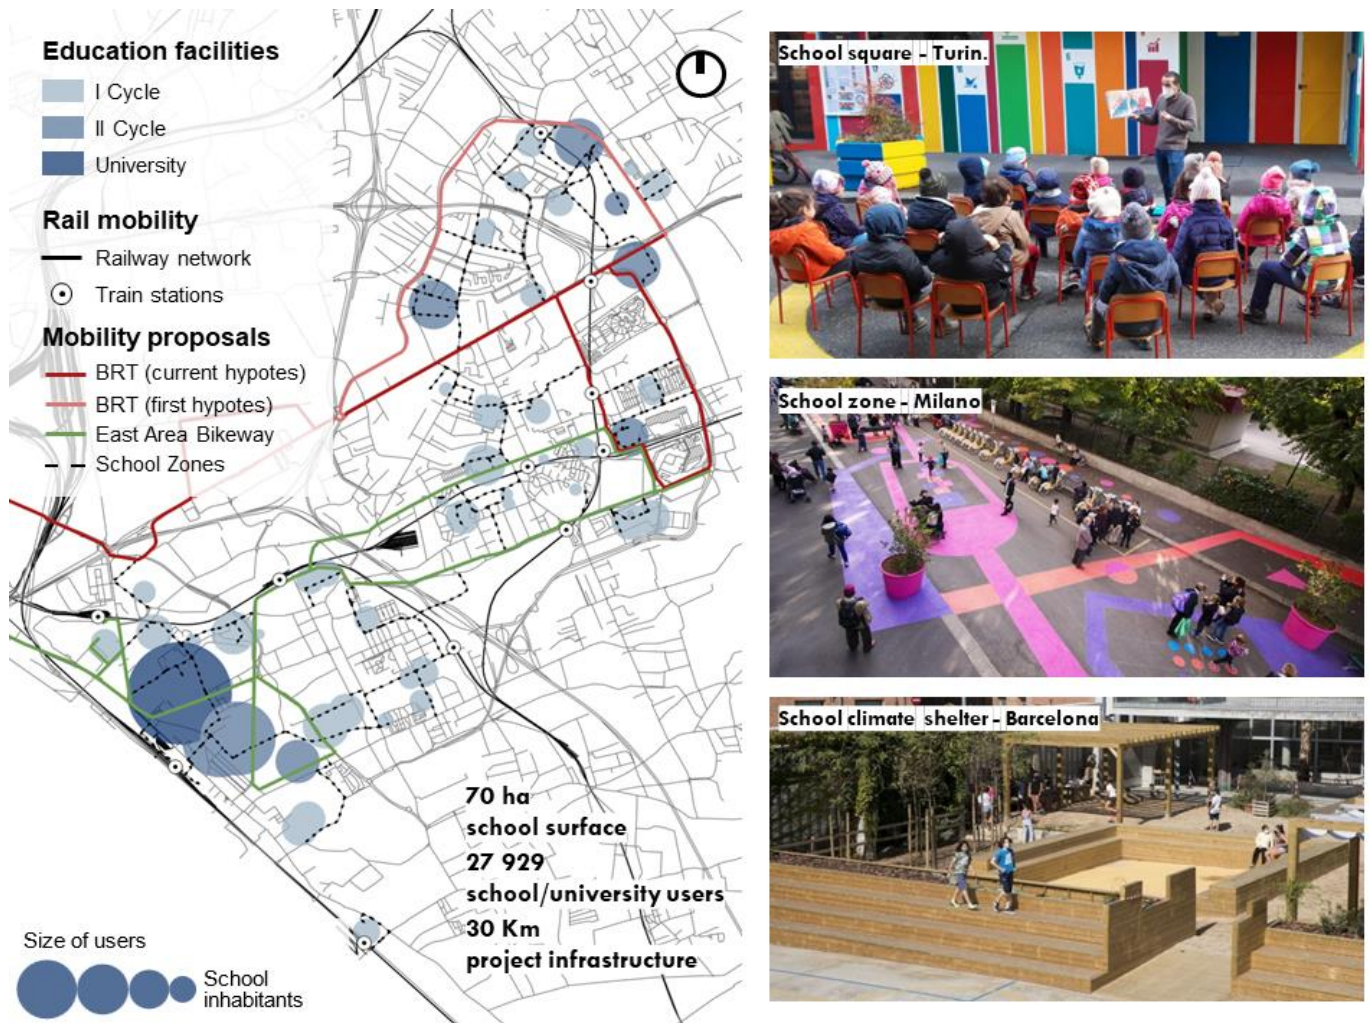 Education facilities
I Cycle
II Cycle
University
Rail mobility
Railway network
Train stations
Mobility proposals
BRT (current hypotes)
BRT (first hypotes)
East Area Bikeway
School Zones
70 ha
school surface
27 929
school/university users
30 Km
project infrastructure
Size of users
School
inhabitants
School square - Turin.
School zone - Milano
School climate shelter - Barcelona